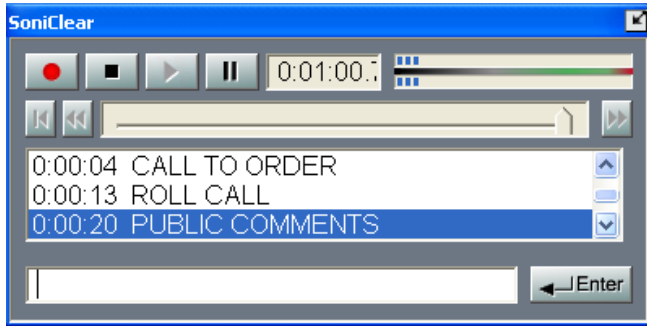 SoniClear
0:01:00.
0:00:04 CALL TO ORDER
0:00:13 ROLL CALL
0:00:20 PUBLIC COMMENTS
Enter